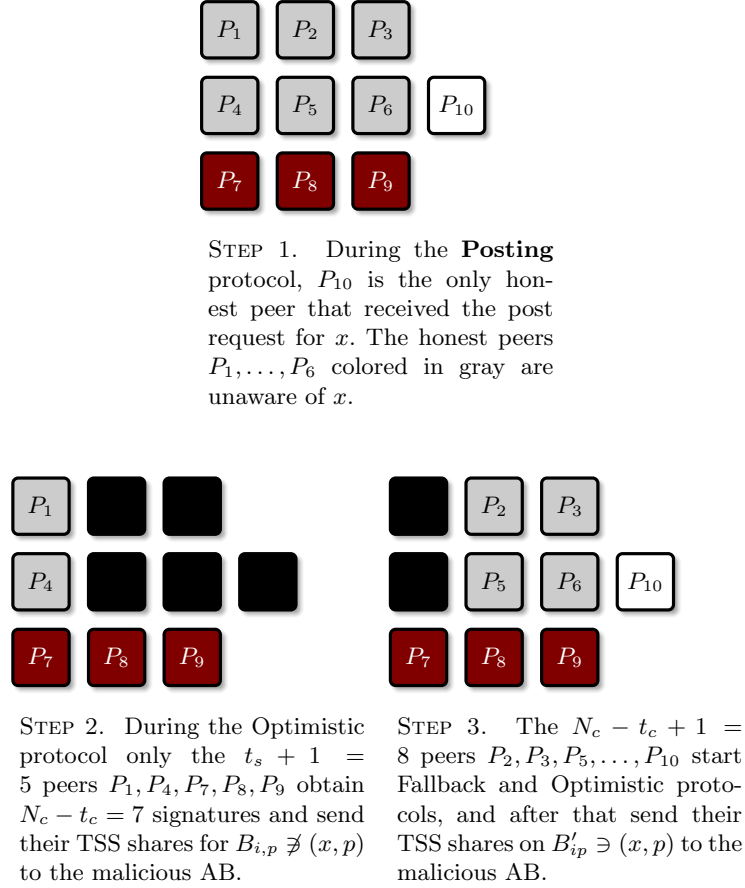 P1 P2 P3
P4 P5 P6 P10
P7 P8 P9
STEP 1. During the Posting
protocol, P10 is the only hon-
est peer that received the post
request for x. The honest peers
P1, . . . , P6 colored in gray are
unaware of x.
P1
P4
P7 P8 P9
STEP 2. During the Optimistic
protocol only the ts + 1 =
5 peers P1, P4, P7, P8, P9 obtain
Nc − tc = 7 signatures and send
their TSS shares for Bi,p ∌ (x, p)
to the malicious AB.
P2 P3
P5 P6 P10
P7 P8 P9
STEP 3. The Nc − tc + 1 =
8 peers P2, P3, P5, . . . , P10 start
Fallback and Optimistic proto-
cols, and after that send their
TSS shares on B′ip ∋ (x, p) to the
malicious AB.